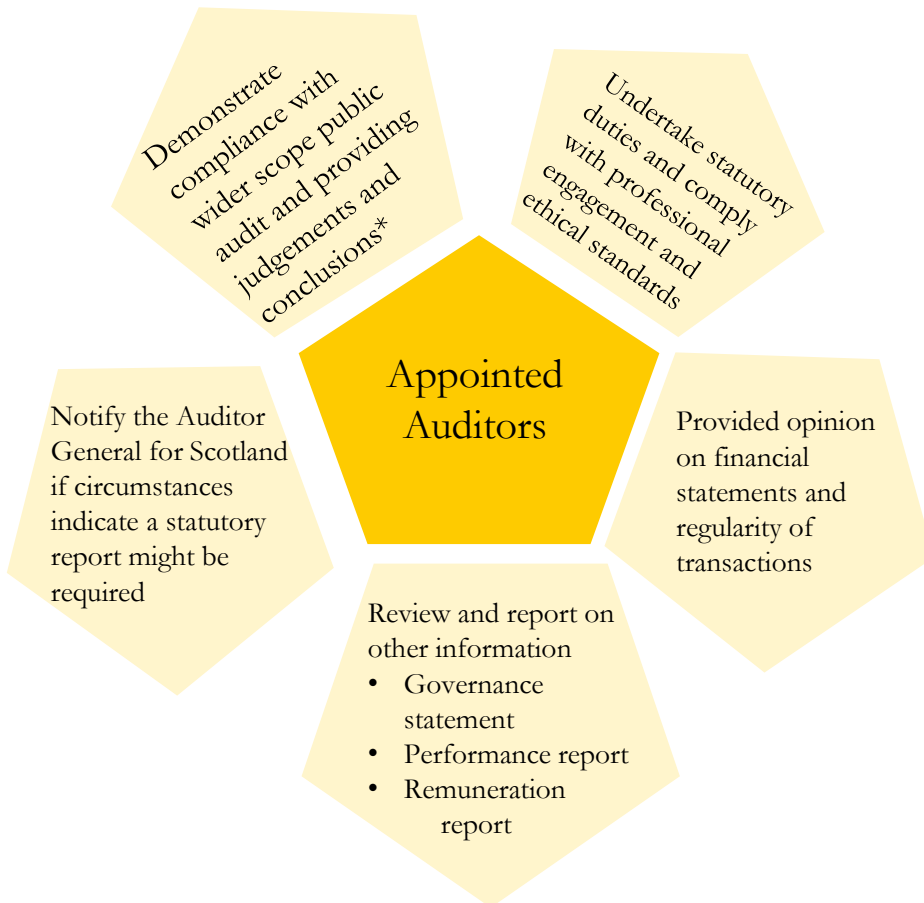 Demonstrate
compliance with
wider scope public
audit and providing
judgements and
conclusions*
Undertake statutory
duties and comply
with professional
engagement and
ethical standards
Appointed
Auditors
Notify the Auditor
General for Scotland
if circumstances
indicate a statutory
report might be
required
Provided opinion
on financial
statements and
regularity of
transactions
Review and report on
other information
• Governance
statement
• Performance report
• Remuneration
report